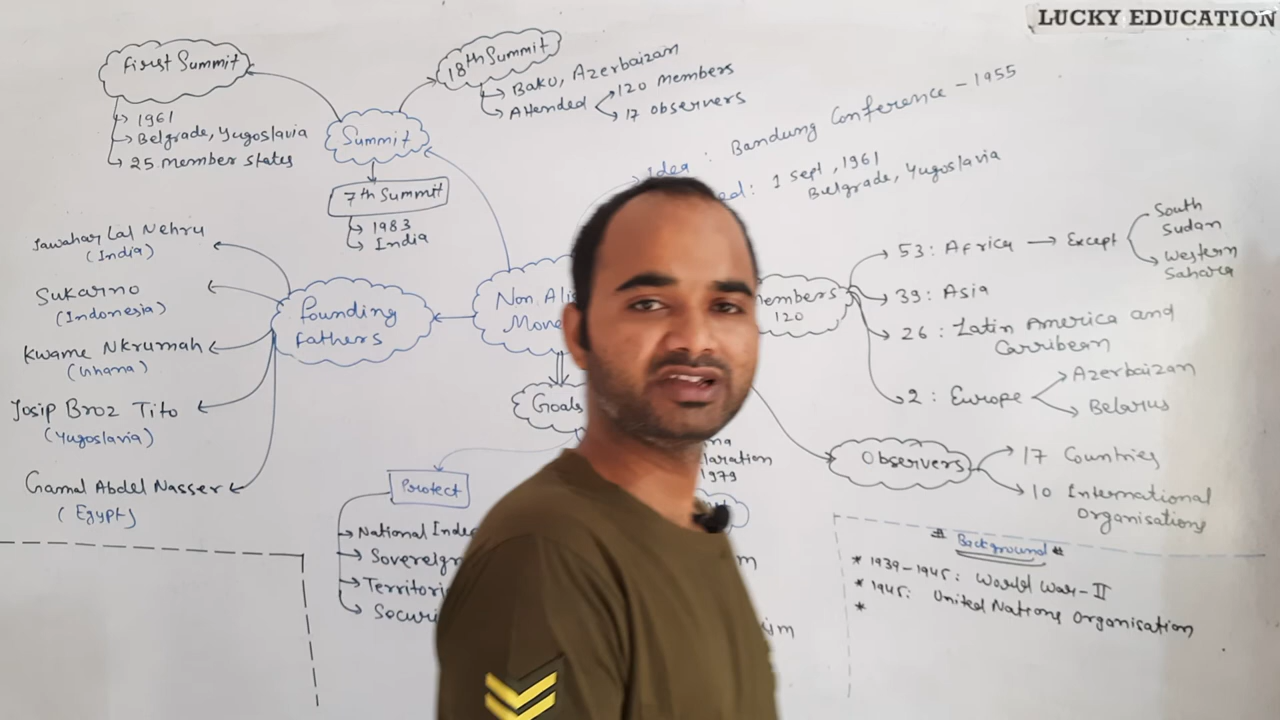 LUCKY EDUCATION
First Summit
1961
Belgrade, Yugoslavia
25 member states
Summit
18th Summit
Baku, Azerbaizan
Attended
120 Members
17 Observers
7th Summit
1983
India
Idea : Bandung Conference - 1955
1 sept, 1961
Belgrade, Yugoslavia
Jawahar Lal Nehru
(India)
Sukarno
(Indonesia)
Kwame Nkrumah
(Ghana)
Josip Broz Tito
(Yugoslavia)
Gamal Abdel Nasser
(Egypt)
Founding
Fathers
Non
Goals
Protect
National
120
53 : Africa
Except
South
Sudan
Western
Sahara
39 : Asia
26 : Latin America and
Carribean
2 : Europe
Azerbaizan
Belarus
Observers
17 Countries
10 International
Organisations
1979
# Background #
* 1939-1945: World War-II
* 1945: United Nations Organisation
*